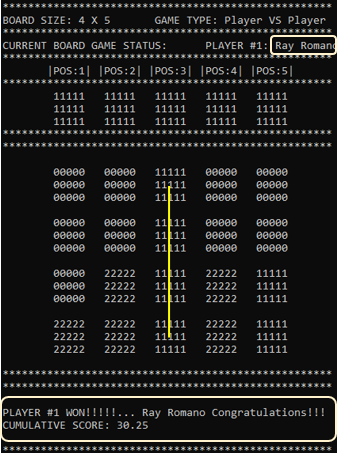 ****************************************************
BOARD SIZE: 4 X 5 GAME TYPE: Player VS Player
****************************************************
CURRENT BOARD GAME STATUS: PLAYER #1: Ray Romano
****************************************************
|POS:1| |POS:2| |POS:3| |POS:4| |POS:5|
****************************************************
11111 11111 11111 11111 11111
11111 11111 11111 11111 11111
11111 11111 11111 11111 11111
****************************************************
****************************************************
00000 00000 11111 00000 00000
00000 00000 11111 00000 00000
00000 00000 11111 00000 00000
00000 00000 11111 00000 00000
00000 00000 11111 00000 00000
00000 00000 11111 00000 00000
00000 22222 11111 22222 11111
00000 22222 11111 22222 11111
00000 22222 11111 22222 11111
22222 22222 11111 22222 11111
22222 22222 11111 22222 11111
22222 22222 11111 22222 11111
****************************************************
****************************************************
PLAYER #1 WON!!!!!... Ray Romano Congratulations!!!
CUMULATIVE SCORE: 30.25
****************************************************